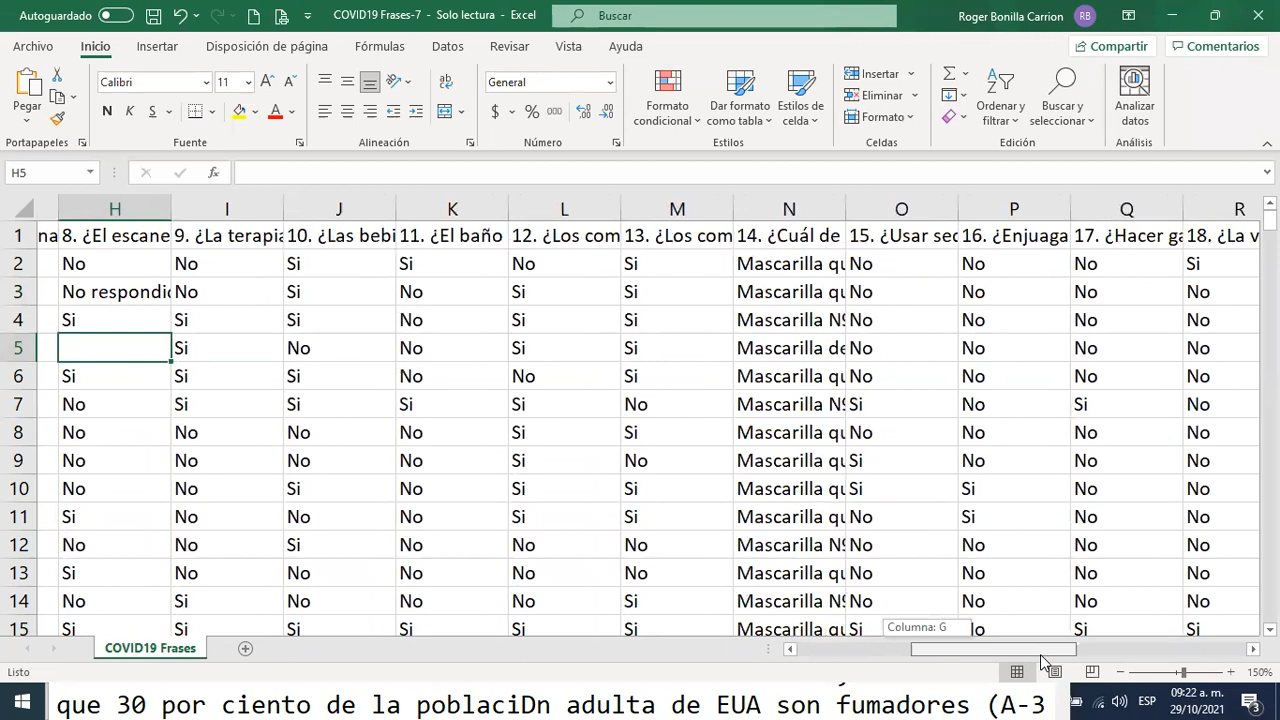 Autoguardado
COVID19 Frases-7 - Solo lectura - Excel
Buscar
Roger Bonilla Carrion RB
Archivo Inicio Insertar Disposición de página Fórmulas Datos Revisar Vista Ayuda Compartir Comentarios
Pegar
Calibri 11
N K S
General
$ % 000
Formato condicional
Dar formato como tabla
Estilos de celda
Insertar
Eliminar
Formato
Ordenar y filtrar
Buscar y seleccionar
Analizar datos
Portapapeles Fuente Alineación Número Estilos Celdas Edición Análisis
H5 fx
H I J K L M N O P Q R
1 na 8. ¿El escane 9. ¿La terapia 10. ¿Las bebi 11. ¿El baño 12. ¿Los com 13. ¿Los com 14. ¿Cuál de 15. ¿Usar sec 16. ¿Enjuaga 17. ¿Hacer ga 18. ¿La v
2 No No Si Si No Si Mascarilla qu No No No Si
3 No respondio No Si No Si Si Mascarilla qu No No No No
4 Si Si Si No Si Si Mascarilla N9 No No No No
5 Si No No Si Si Mascarilla de No No No No
6 Si Si Si No No Si Mascarilla qu No No No No
7 No Si Si Si Si No Mascarilla N9 Si No Si No
8 No No No No Si Si Mascarilla qu No No No No
9 No No No No Si No Mascarilla qu Si No No No
10 No No Si No Si Si Mascarilla qu Si Si No No
11 Si No No No Si Si Mascarilla qu No Si No No
12 No No Si No No No Mascarilla N9 No No No No
13 Si No No No No No Mascarilla qu No No No No
14 No Si No No No Si Mascarilla N9 No No No No
15 Si Si Si No Si Si Mascarilla qu Si No Si Si
Columna: G
COVID19 Frases
Listo 150%
que 30 por ciento de la poblaciDn adulta de EUA son fumadores (A-3
ESP
09:22 a. m.
29/10/2021
3